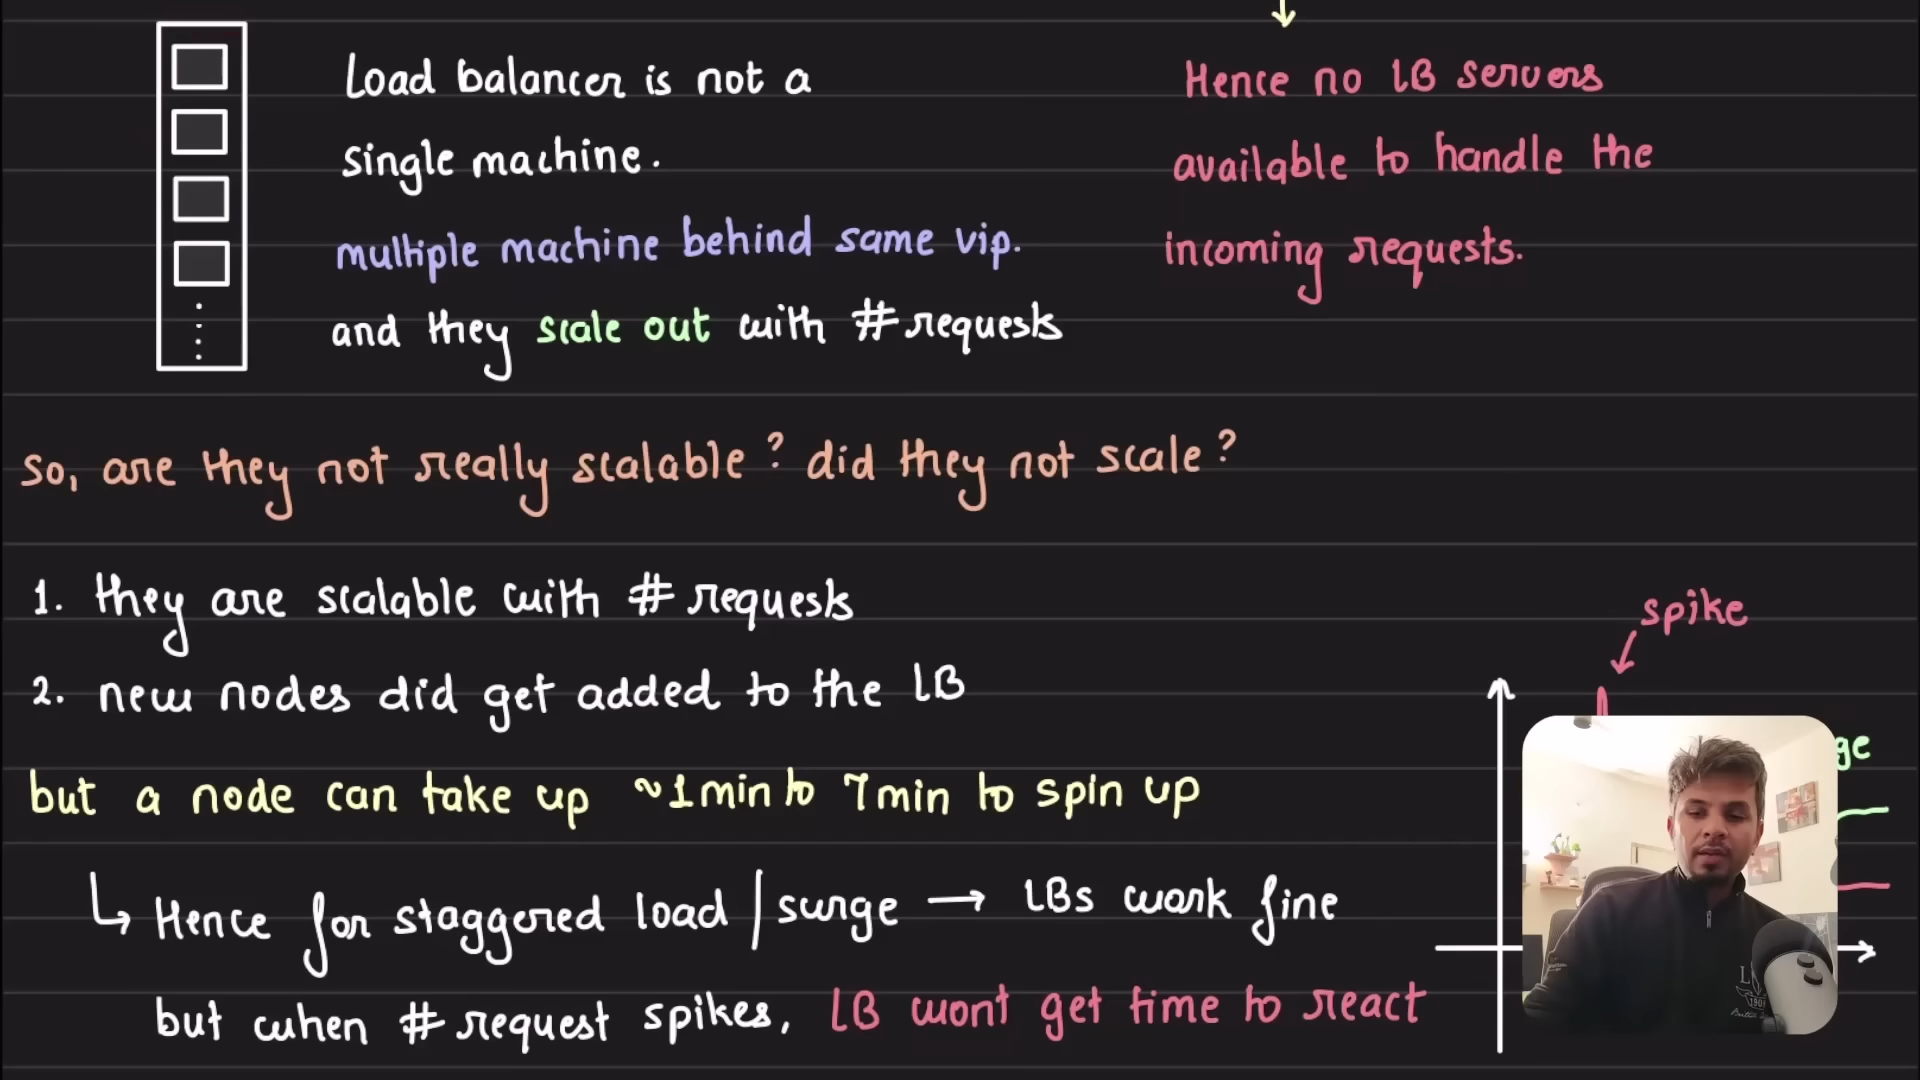 Load balancer is not a
single machine.
multiple machine behind same vip.
and they scale out with # requests
Hence no LB servers
available to handle the
incoming requests.
so, are they not really scalable? did they not scale?
1. they are scalable with # requests
2. new nodes did get added to the LB
but a node can take up ~1min to 7min to spin up
↳ Hence for staggered load / surge → LBs work fine
but when # request spikes, LB wont get time to react
spike
ge